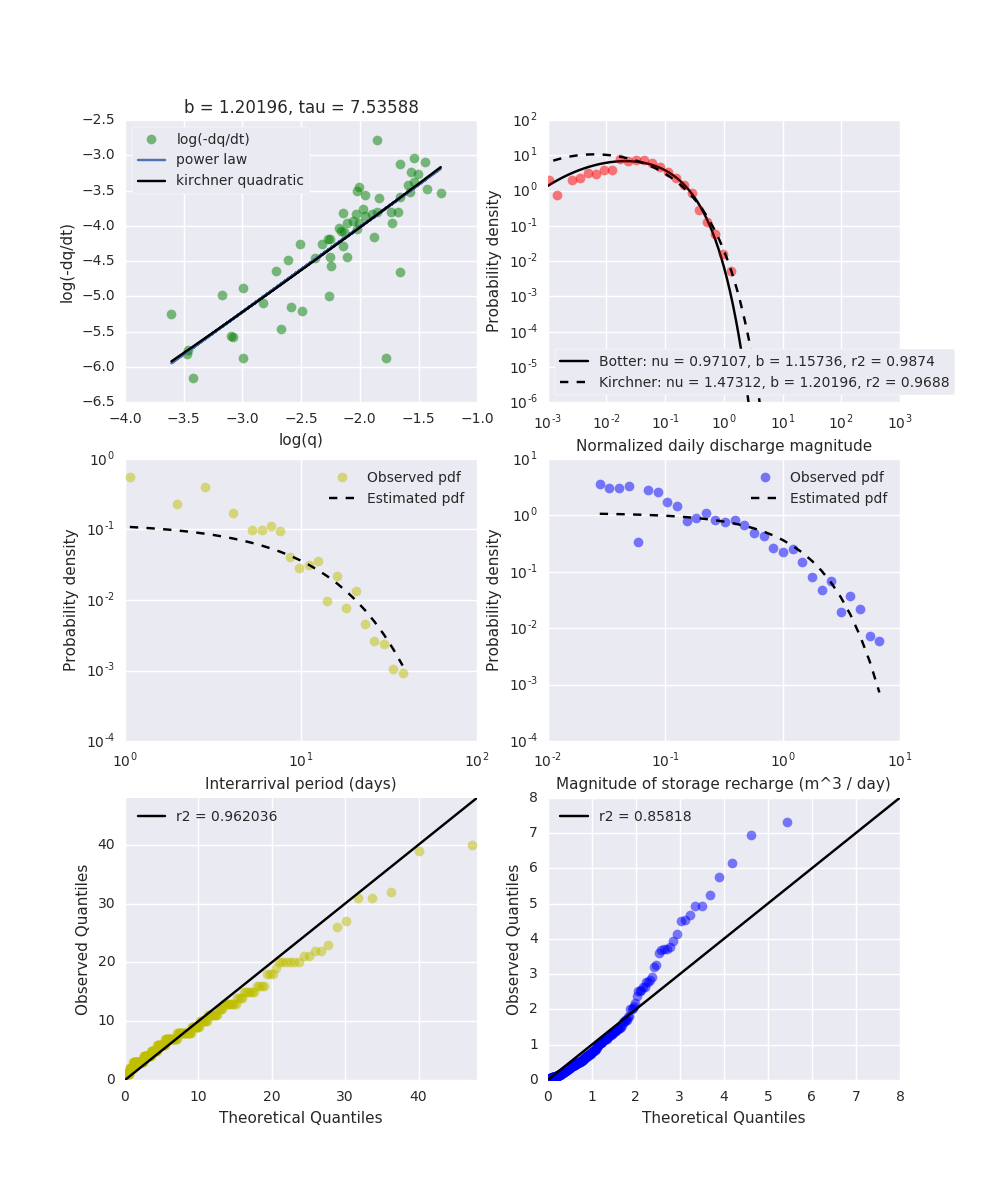 b = 1.20196, tau = 7.53588
−2.5
−3.0
−3.5
−4.0
−4.5
−5.0
−5.5
−6.0
−6.5
log(-dq/dt)
log(-dq/dt)
power law
kirchner quadratic
−4.0 −3.5 −3.0 −2.5 −2.0 −1.5 −1.0
log(q)
10^2
10^1
10^0
10^-1
10^-2
10^-3
10^-4
10^-5
10^-6
Probability density
Botter: nu = 0.97107, b = 1.15736, r2 = 0.9874
Kirchner: nu = 1.47312, b = 1.20196, r2 = 0.9688
10^-3 10^-2 10^-1 10^0 10^1 10^2 10^3
Normalized daily discharge magnitude
10^0
10^-1
10^-2
10^-3
10^-4
Probability density
Observed pdf
Estimated pdf
10^0 10^1 10^2
Interarrival period (days)
10^1
10^0
10^-1
10^-2
10^-3
10^-4
Probability density
Observed pdf
Estimated pdf
10^-2 10^-1 10^0 10^1
Magnitude of storage recharge (m^3 / day)
40
30
20
10
0
Observed Quantiles
r2 = 0.962036
0 10 20 30 40
Theoretical Quantiles
8
7
6
5
4
3
2
1
0
Observed Quantiles
r2 = 0.85818
0 1 2 3 4 5 6 7 8
Theoretical Quantiles